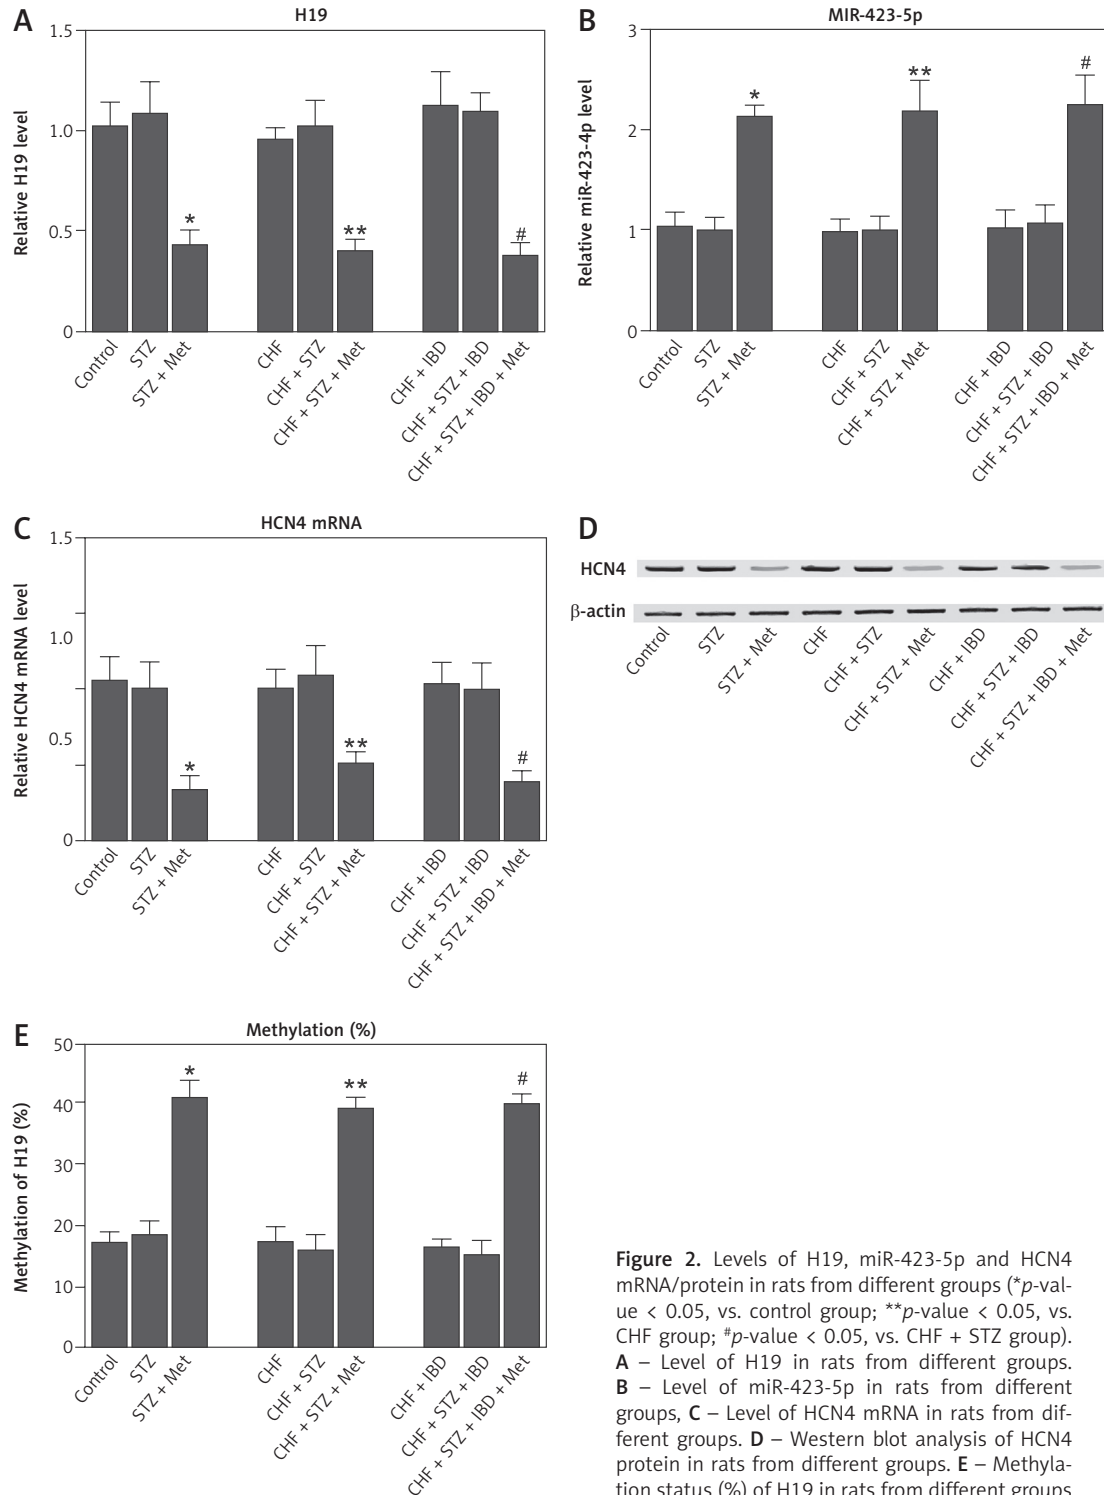 A
H19
1.5
1.0
0.5
0
Relative H19 level
*
**
#
Control
STZ
STZ + Met
CHF
CHF + STZ
CHF + STZ + Met
CHF + IBD
CHF + STZ + IBD
CHF + STZ + IBD + Met
B
MIR-423-5p
3
2
1
0
Relative miR-423-4p level
*
**
#
Control
STZ
STZ + Met
CHF
CHF + STZ
CHF + STZ + Met
CHF + IBD
CHF + STZ + IBD
CHF + STZ + IBD + Met
C
HCN4 mRNA
1.5
1.0
0.5
0
Relative HCN4 mRNA level
*
**
#
Control
STZ
STZ + Met
CHF
CHF + STZ
CHF + STZ + Met
CHF + IBD
CHF + STZ + IBD
CHF + STZ + IBD + Met
D
HCN4
β-actin
Control
STZ
STZ + Met
CHF
CHF + STZ
CHF + STZ + Met
CHF + IBD
CHF + STZ + IBD
CHF + STZ + IBD + Met
E
Methylation (%)
50
40
30
20
10
0
Methylation of H19 (%)
*
**
#
Control
STZ
STZ + Met
CHF
CHF + STZ
CHF + STZ + Met
CHF + IBD
CHF + STZ + IBD
CHF + STZ + IBD + Met
Figure 2. Levels of H19, miR-423-5p and HCN4
mRNA/protein in rats from different groups (*p-val-
ue < 0.05, vs. control group; **p-value < 0.05, vs.
CHF group; #p-value < 0.05, vs. CHF + STZ group).
A – Level of H19 in rats from different groups.
B – Level of miR-423-5p in rats from different
groups, C – Level of HCN4 mRNA in rats from dif-
ferent groups. D – Western blot analysis of HCN4
protein in rats from different groups. E – Methyla-
tion status (%) of H19 in rats from different groups